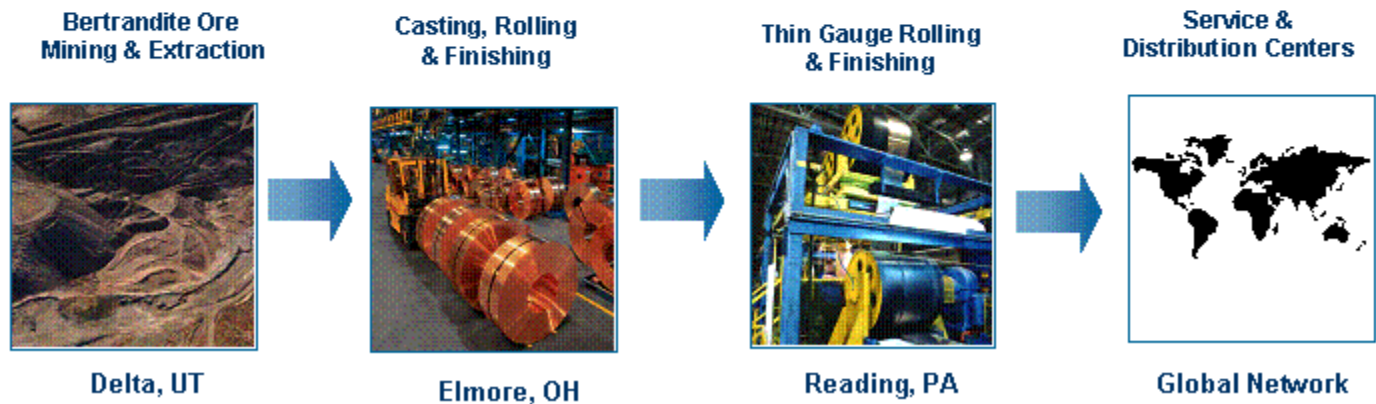 Bertrandite Ore
Mining & Extraction
Casting, Rolling
& Finishing
Thin Gauge Rolling
& Finishing
Service &
Distribution Centers
Delta, UT
Elmore, OH
Reading, PA
Global Network